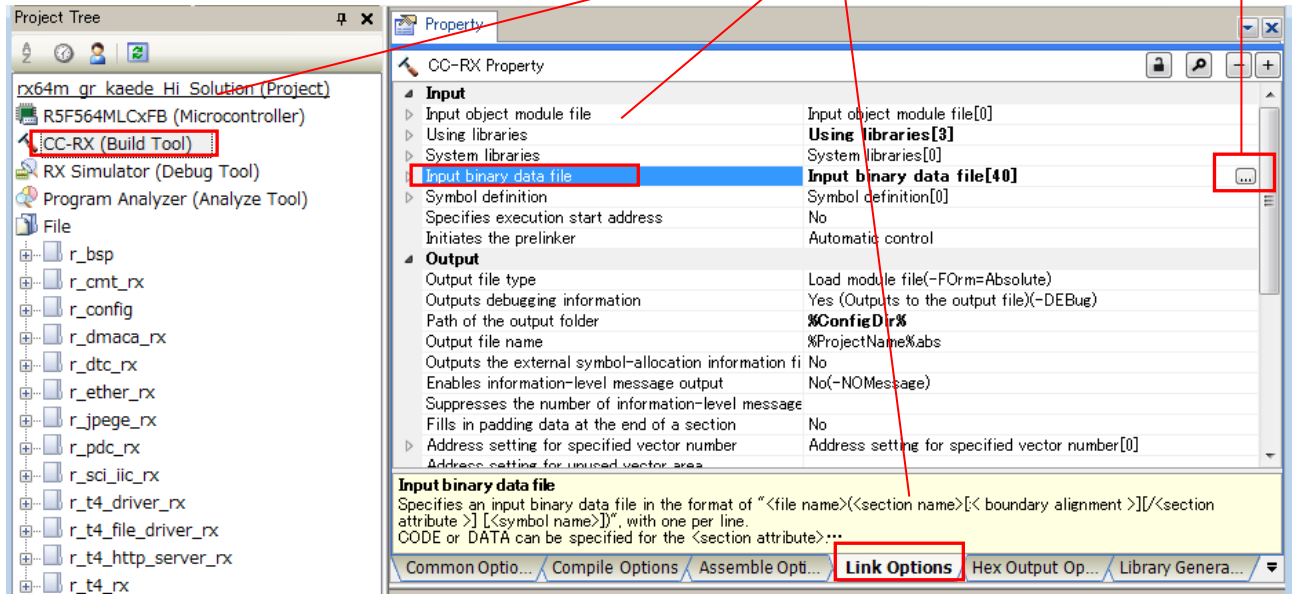 Project Tree
rx64m_gr_kaede_Hi_Solution (Project)
R5F564MLCxFB (Microcontroller)
CC-RX (Build Tool)
RX Simulator (Debug Tool)
Program Analyzer (Analyze Tool)
File
r_bsp
r_cmt_rx
r_config
r_dmaca_rx
r_dtc_rx
r_ether_rx
r_jpege_rx
r_pdc_rx
r_sci_iic_rx
r_t4_driver_rx
r_t4_file_driver_rx
r_t4_http_server_rx
r_t4_rx
Property
CC-RX Property
Input
Input object module file Input object module file[0]
Using libraries Using libraries[3]
System libraries System libraries[0]
Input binary data file Input binary data file[40] ...
Symbol definition Symbol definition[0]
Specifies execution start address No
Initiates the prelinker Automatic control
Output
Output file type Load module file(-FOrm=Absolute)
Outputs debugging information Yes (Outputs to the output file)(-DEBug)
Path of the output folder %ConfigDir%
Output file name %ProjectName%.abs
Outputs the external symbol-allocation information fi No
Enables information-level message output No(-NOMessage)
Suppresses the number of information-level message
Fills in padding data at the end of a section No
Address setting for specified vector number Address setting for specified vector number[0]
Address setting for unused vector area
Input binary data file
Specifies an input binary data file in the format of "<file name>(<section name>[:< boundary alignment >][/<section
attribute >] [<symbol name>])", with one per line.
CODE or DATA can be specified for the <section attribute>...
Common Optio... Compile Options Assemble Opti... Link Options Hex Output Op... Library Genera...